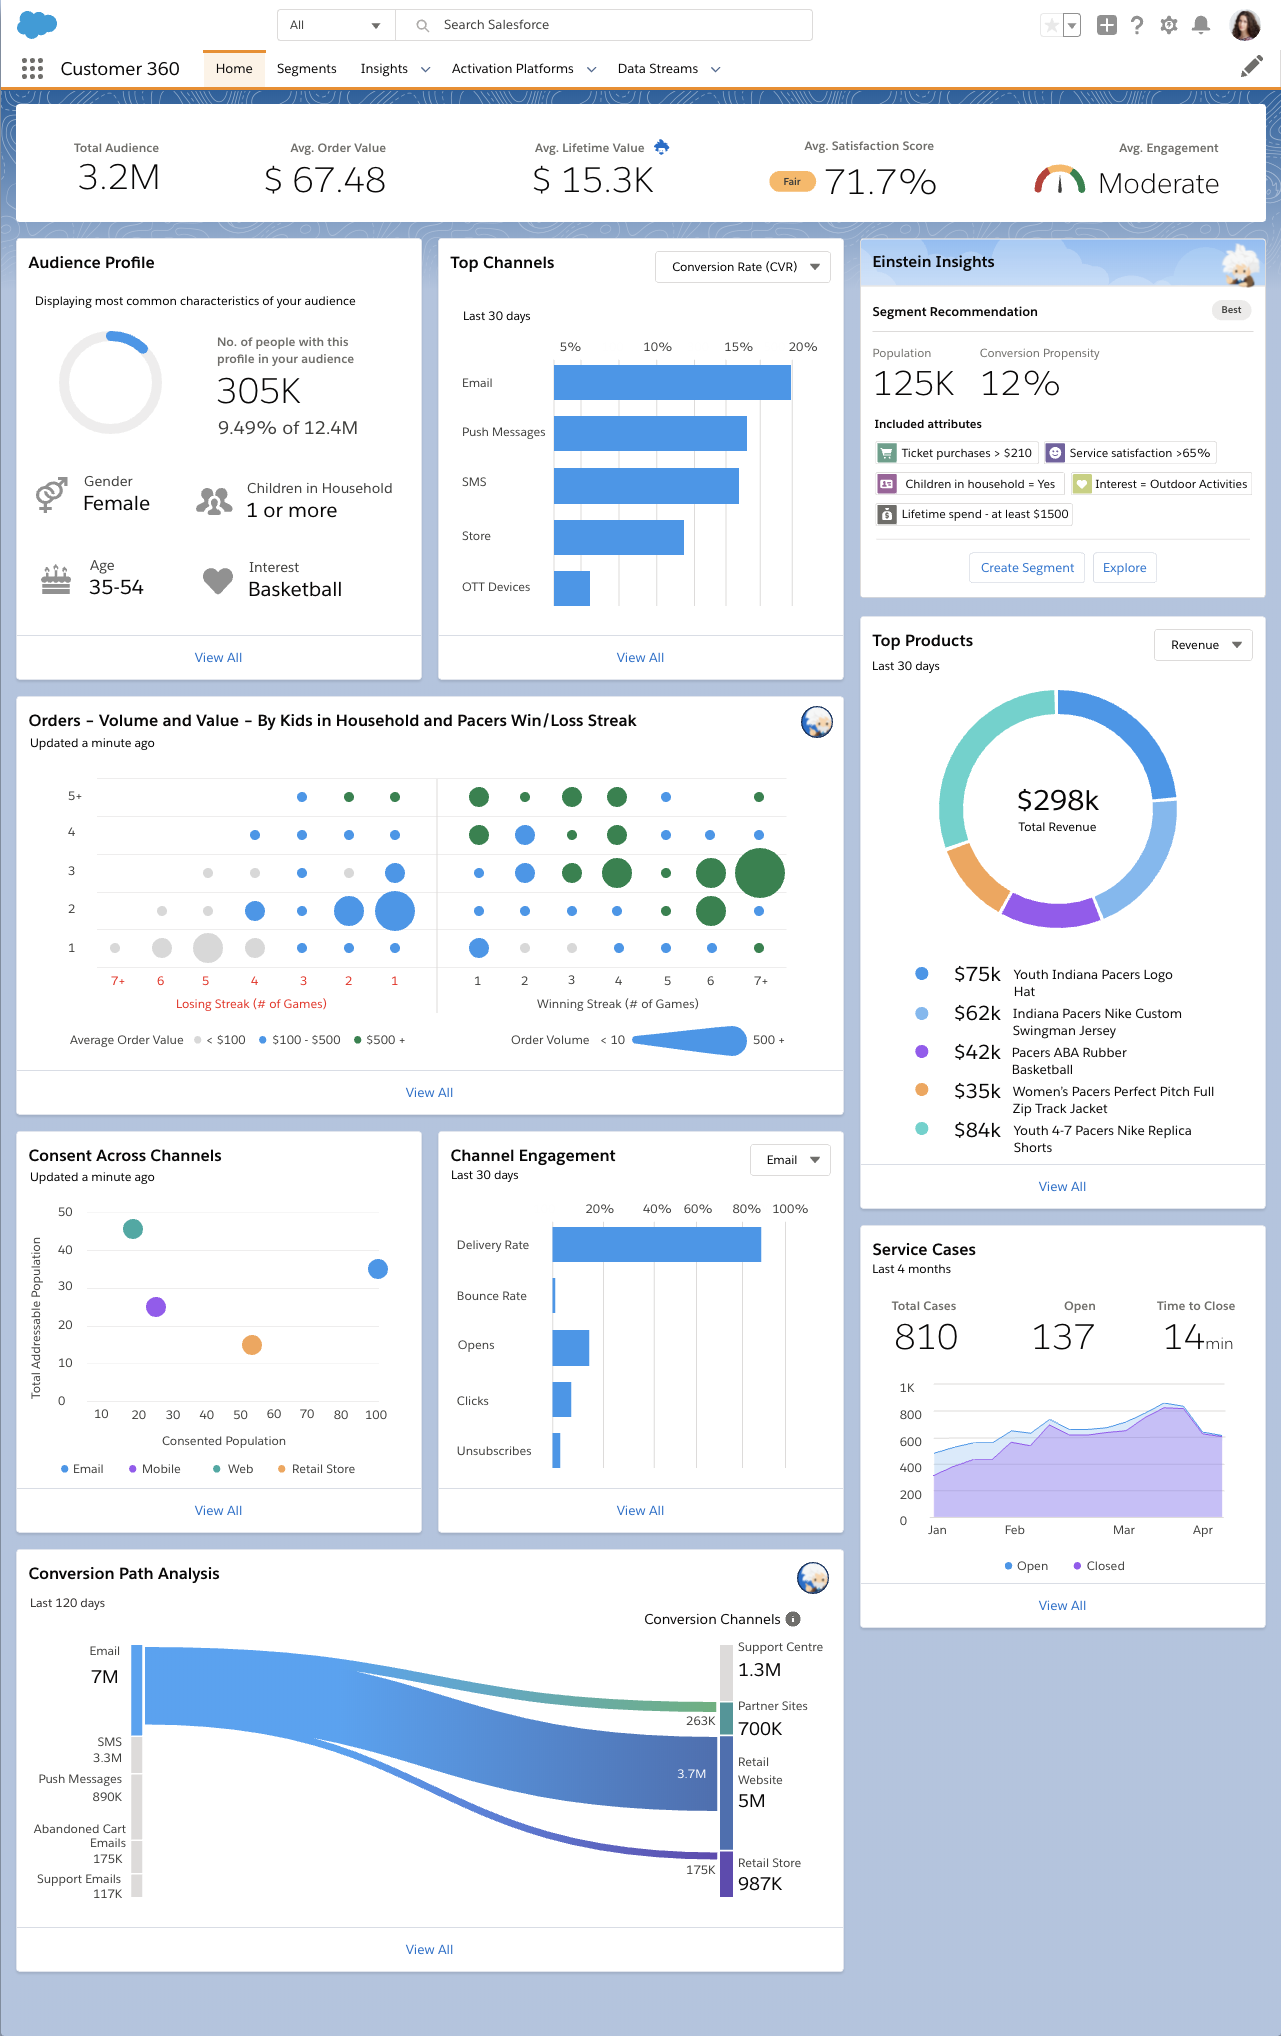 All
Search Salesforce
Customer 360
Home
Segments
Insights
Activation Platforms
Data Streams
Total Audience
3.2M
Avg. Order Value
$ 67.48
Avg. Lifetime Value
$ 15.3K
Avg. Satisfaction Score
Fair
71.7%
Avg. Engagement
Moderate
Audience Profile
Displaying most common characteristics of your audience
No. of people with this
profile in your audience
305K
9.49% of 12.4M
Gender
Female
Children in Household
1 or more
Age
35-54
Interest
Basketball
View All
Top Channels
Conversion Rate (CVR)
Last 30 days
5% 10% 15% 20%
Email
Push Messages
SMS
Store
OTT Devices
View All
Einstein Insights
Segment Recommendation
Best
Population
125K
Conversion Propensity
12%
Included attributes
Ticket purchases > $210
Service satisfaction >65%
Children in household = Yes
Interest = Outdoor Activities
Lifetime spend - at least $1500
Create Segment
Explore
Top Products
Revenue
Last 30 days
$298k
Total Revenue
$75k Youth Indiana Pacers Logo
Hat
$62k Indiana Pacers Nike Custom
Swingman Jersey
$42k Pacers ABA Rubber
Basketball
$35k Women's Pacers Perfect Pitch Full
Zip Track Jacket
$84k Youth 4-7 Pacers Nike Replica
Shorts
View All
Orders – Volume and Value – By Kids in Household and Pacers Win/Loss Streak
Updated a minute ago
5+
4
3
2
1
7+ 6 5 4 3 2 1
1 2 3 4 5 6 7+
Losing Streak (# of Games)
Winning Streak (# of Games)
Average Order Value < $100 $100 - $500 $500 +
Order Volume < 10 500 +
View All
Consent Across Channels
Updated a minute ago
Total Addressable Population
50
40
30
20
10
0
10 20 30 40 50 60 70 80 100
Consented Population
Email Mobile Web Retail Store
View All
Channel Engagement
Email
Last 30 days
20% 40% 60% 80% 100%
Delivery Rate
Bounce Rate
Opens
Clicks
Unsubscribes
View All
Service Cases
Last 4 months
Total Cases
810
Open
137
Time to Close
14min
1K
800
600
400
200
0
Jan Feb Mar Apr
Open Closed
View All
Conversion Path Analysis
Last 120 days
Conversion Channels
Email
7M
SMS
3.3M
Push Messages
890K
Abandoned Cart
Emails
175K
Support Emails
117K
263K
3.7M
175K
Support Centre
1.3M
Partner Sites
700K
Retail
Website
5M
Retail Store
987K
View All